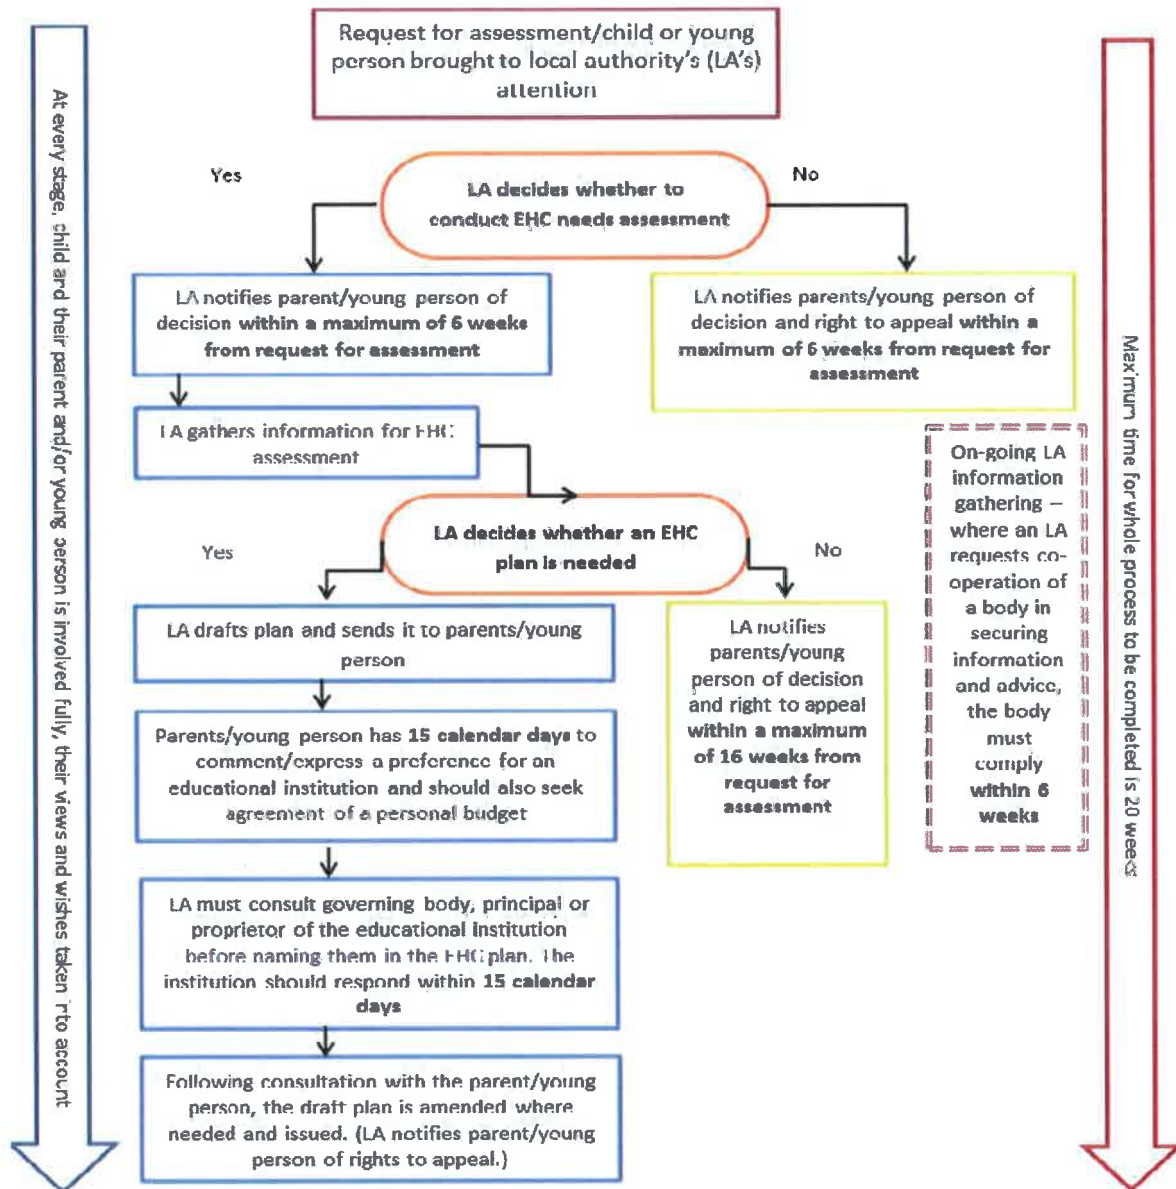 Request for assessment/child or young
person brought to local authority's (LA's)
attention
Yes
No
LA decides whether to
conduct EHC needs assessment
LA notifies parent/young person of
decision within a maximum of 6 weeks
from request for assessment
LA notifies parents/young person of
decision and right to appeal within a
maximum of 6 weeks from request for
assessment
LA gathers information for EHC
assessment
On-going LA
information
gathering –
where an LA
requests co-
operation of
a body in
securing
information
and advice,
the body
must
comply
within 6
weeks
LA decides whether an EHC
plan is needed
Yes
No
LA drafts plan and sends it to parents/young
person
LA notifies
parents/young
person of decision
and right to appeal
within a maximum
of 16 weeks from
request for
assessment
Parents/young person has 15 calendar days to
comment/express a preference for an
educational institution and should also seek
agreement of a personal budget
LA must consult governing body, principal or
proprietor of the educational institution
before naming them in the EHC plan. The
institution should respond within 15 calendar
days
Following consultation with the parent/young
person, the draft plan is amended where
needed and issued. (LA notifies parent/young
person of rights to appeal.)
At every stage, child and their parent and/or young person is involved fully, their views and wishes taken into account
Maximum time for whole process to be completed is 20 weeks